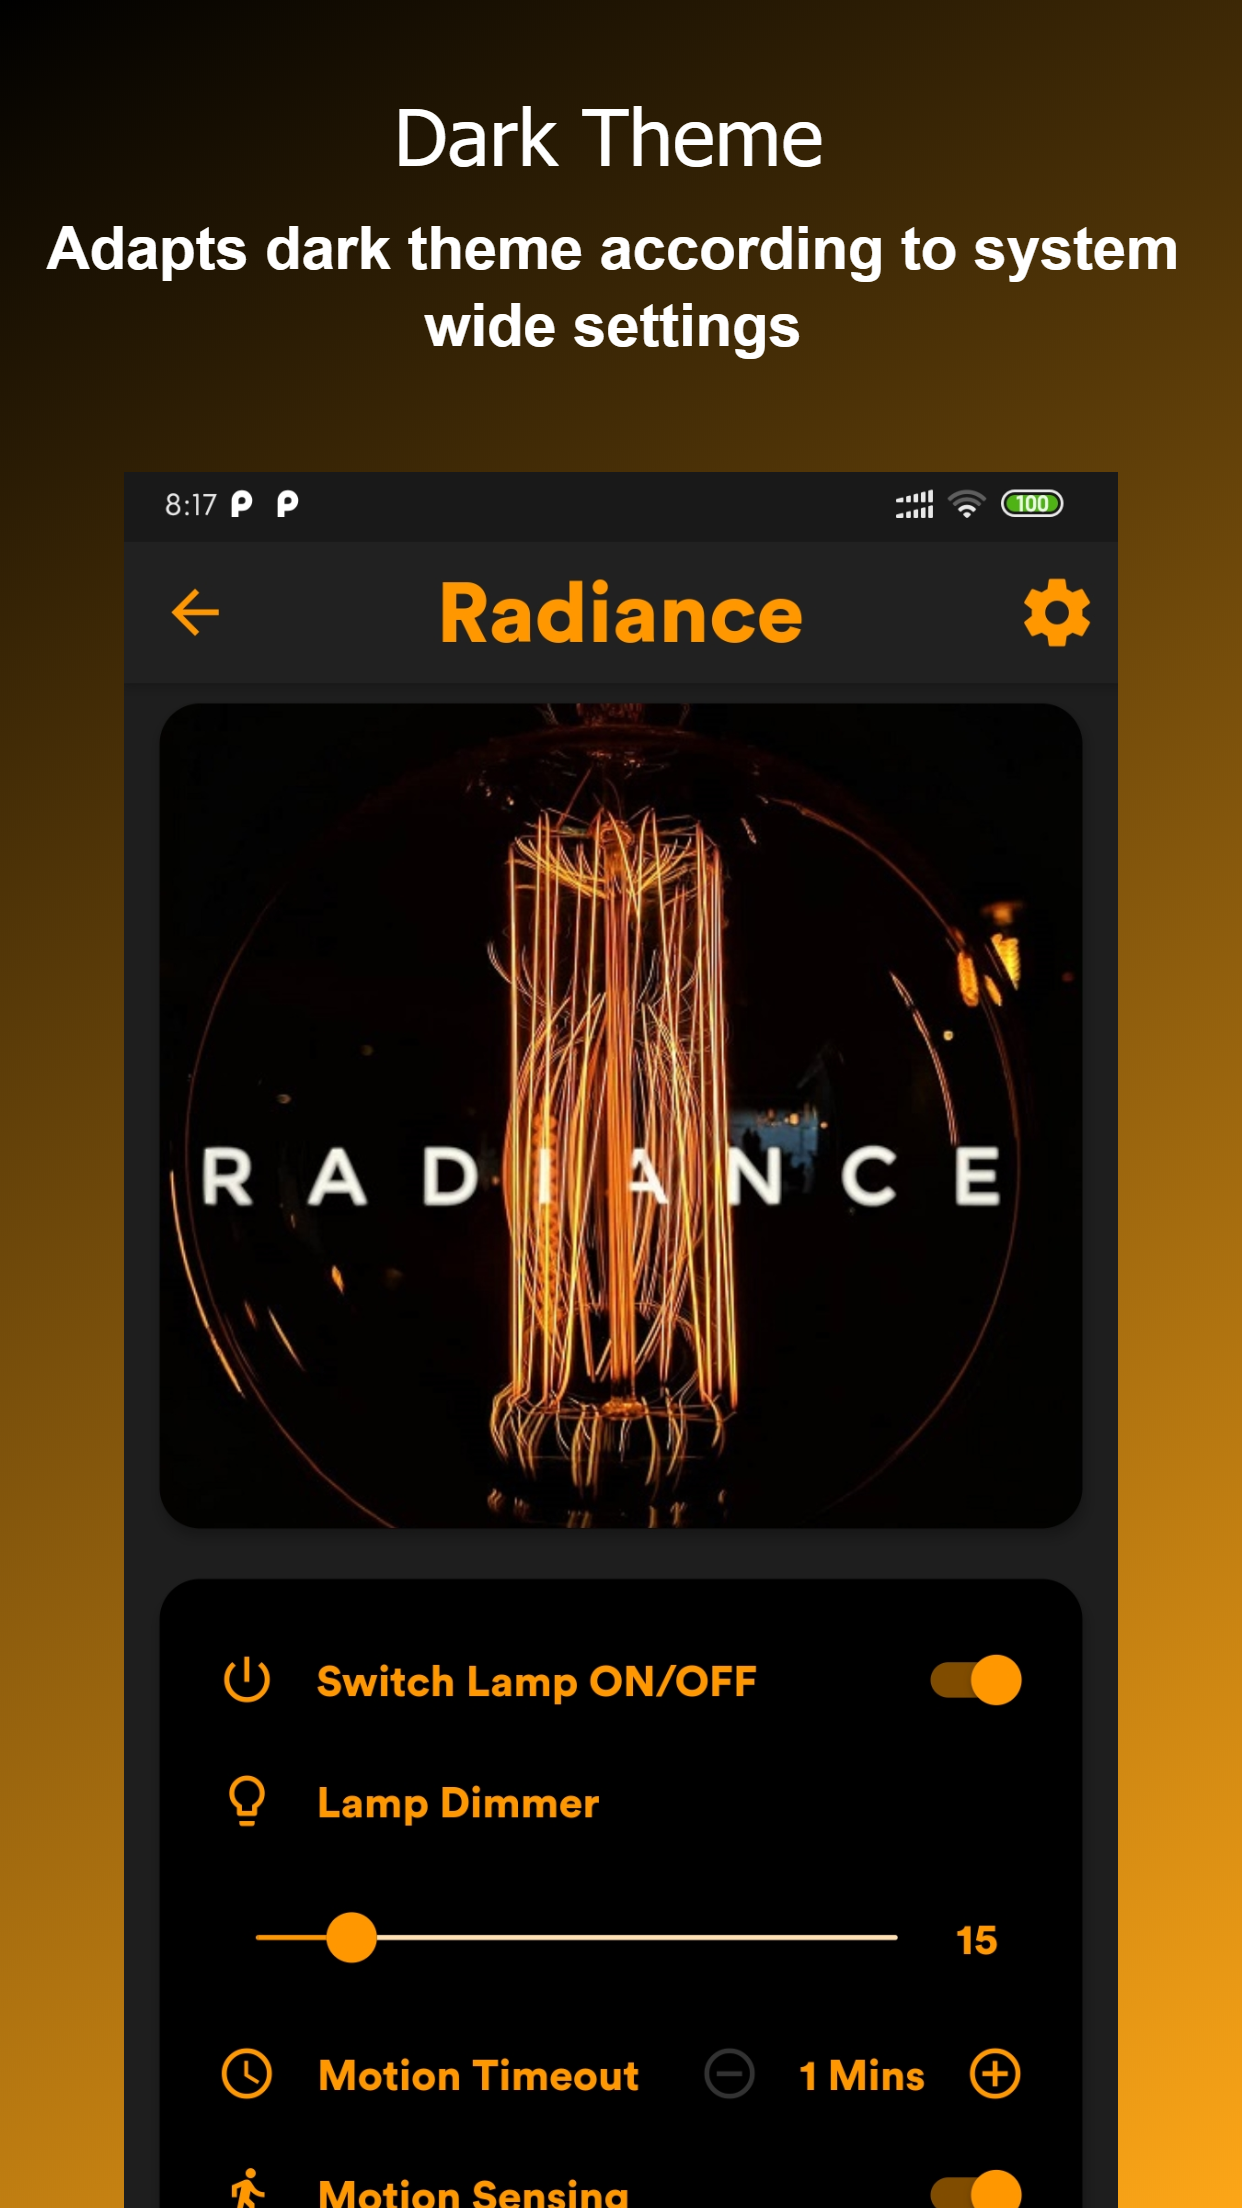 Dark Theme
Adapts dark theme according to system
wide settings
8:17
100
Radiance
RADIANCE
Switch Lamp ON/OFF
Lamp Dimmer
15
Motion Timeout 1 Mins
Motion Sensing